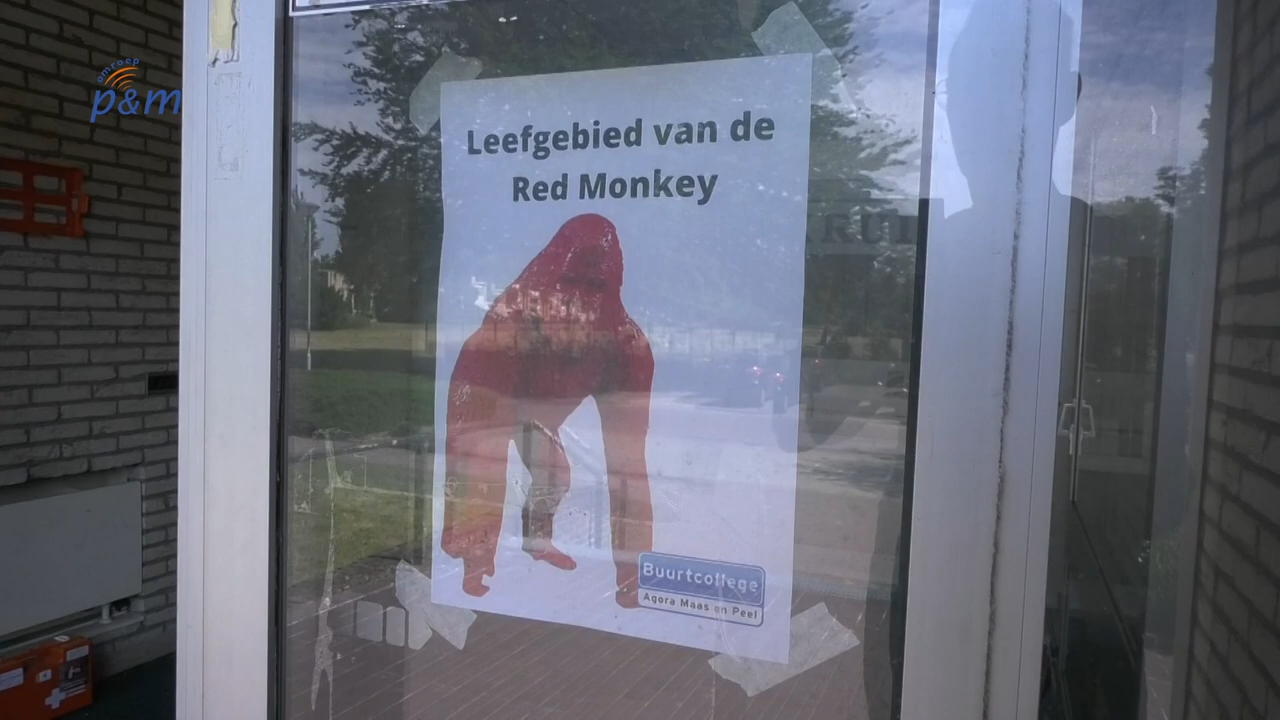 omroep
p&m
Leefgebied van de
Red Monkey
Buurtcollege
Agora Maas en Peel